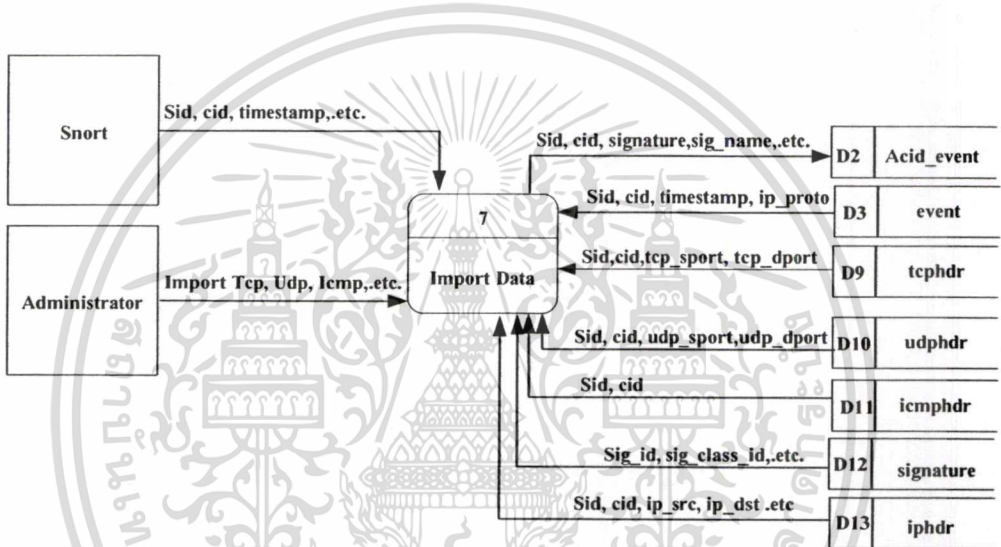 Snort
Sid, cid, timestamp,.etc.
Administrator
Import Tcp, Udp, Icmp,.etc.
7
Import Data
Sid, cid, signature,sig_name,.etc.
D2 Acid_event
Sid, cid, timestamp, ip_proto
D3 event
Sid,cid,tcp_sport, tcp_dport
D9 tcphdr
Sid, cid, udp_sport,udp_dport
D10 udphdr
Sid, cid
D11 icmphdr
Sig_id, sig_class_id,.etc.
D12 signature
Sid, cid, ip_src, ip_dst .etc
D13 iphdr